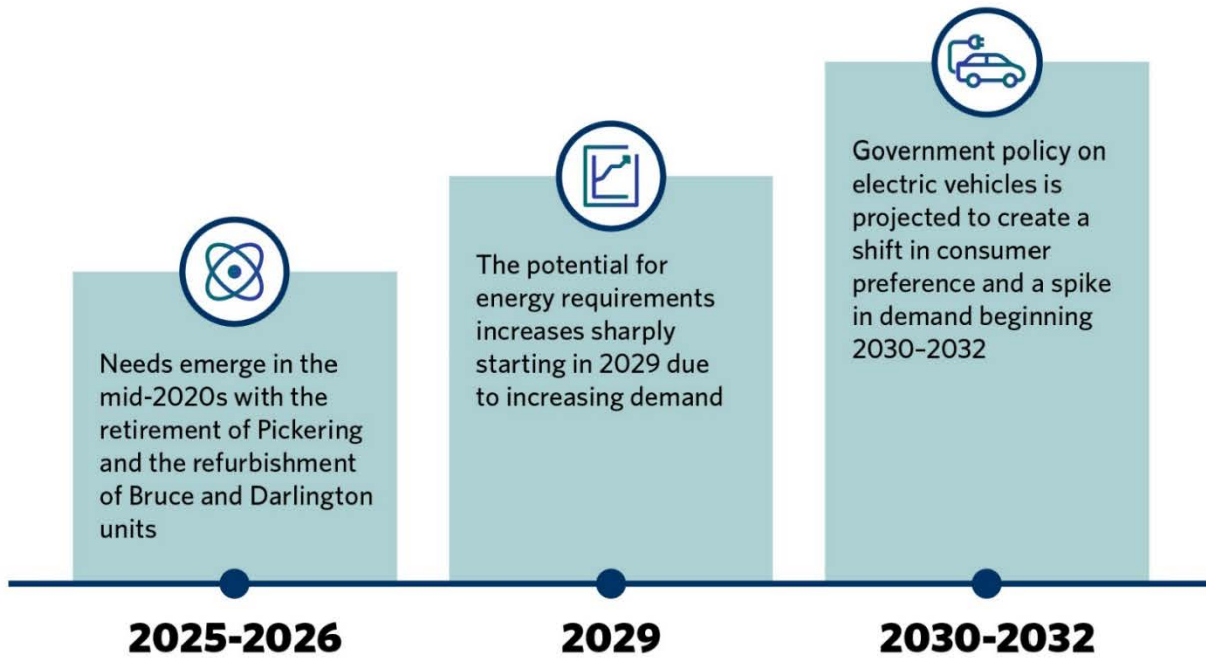 Needs emerge in the
mid-2020s with the
retirement of Pickering
and the refurbishment
of Bruce and Darlington
units
The potential for
energy requirements
increases sharply
starting in 2029 due
to increasing demand
Government policy on
electric vehicles is
projected to create a
shift in consumer
preference and a spike
in demand beginning
2030–2032
2025-2026
2029
2030-2032